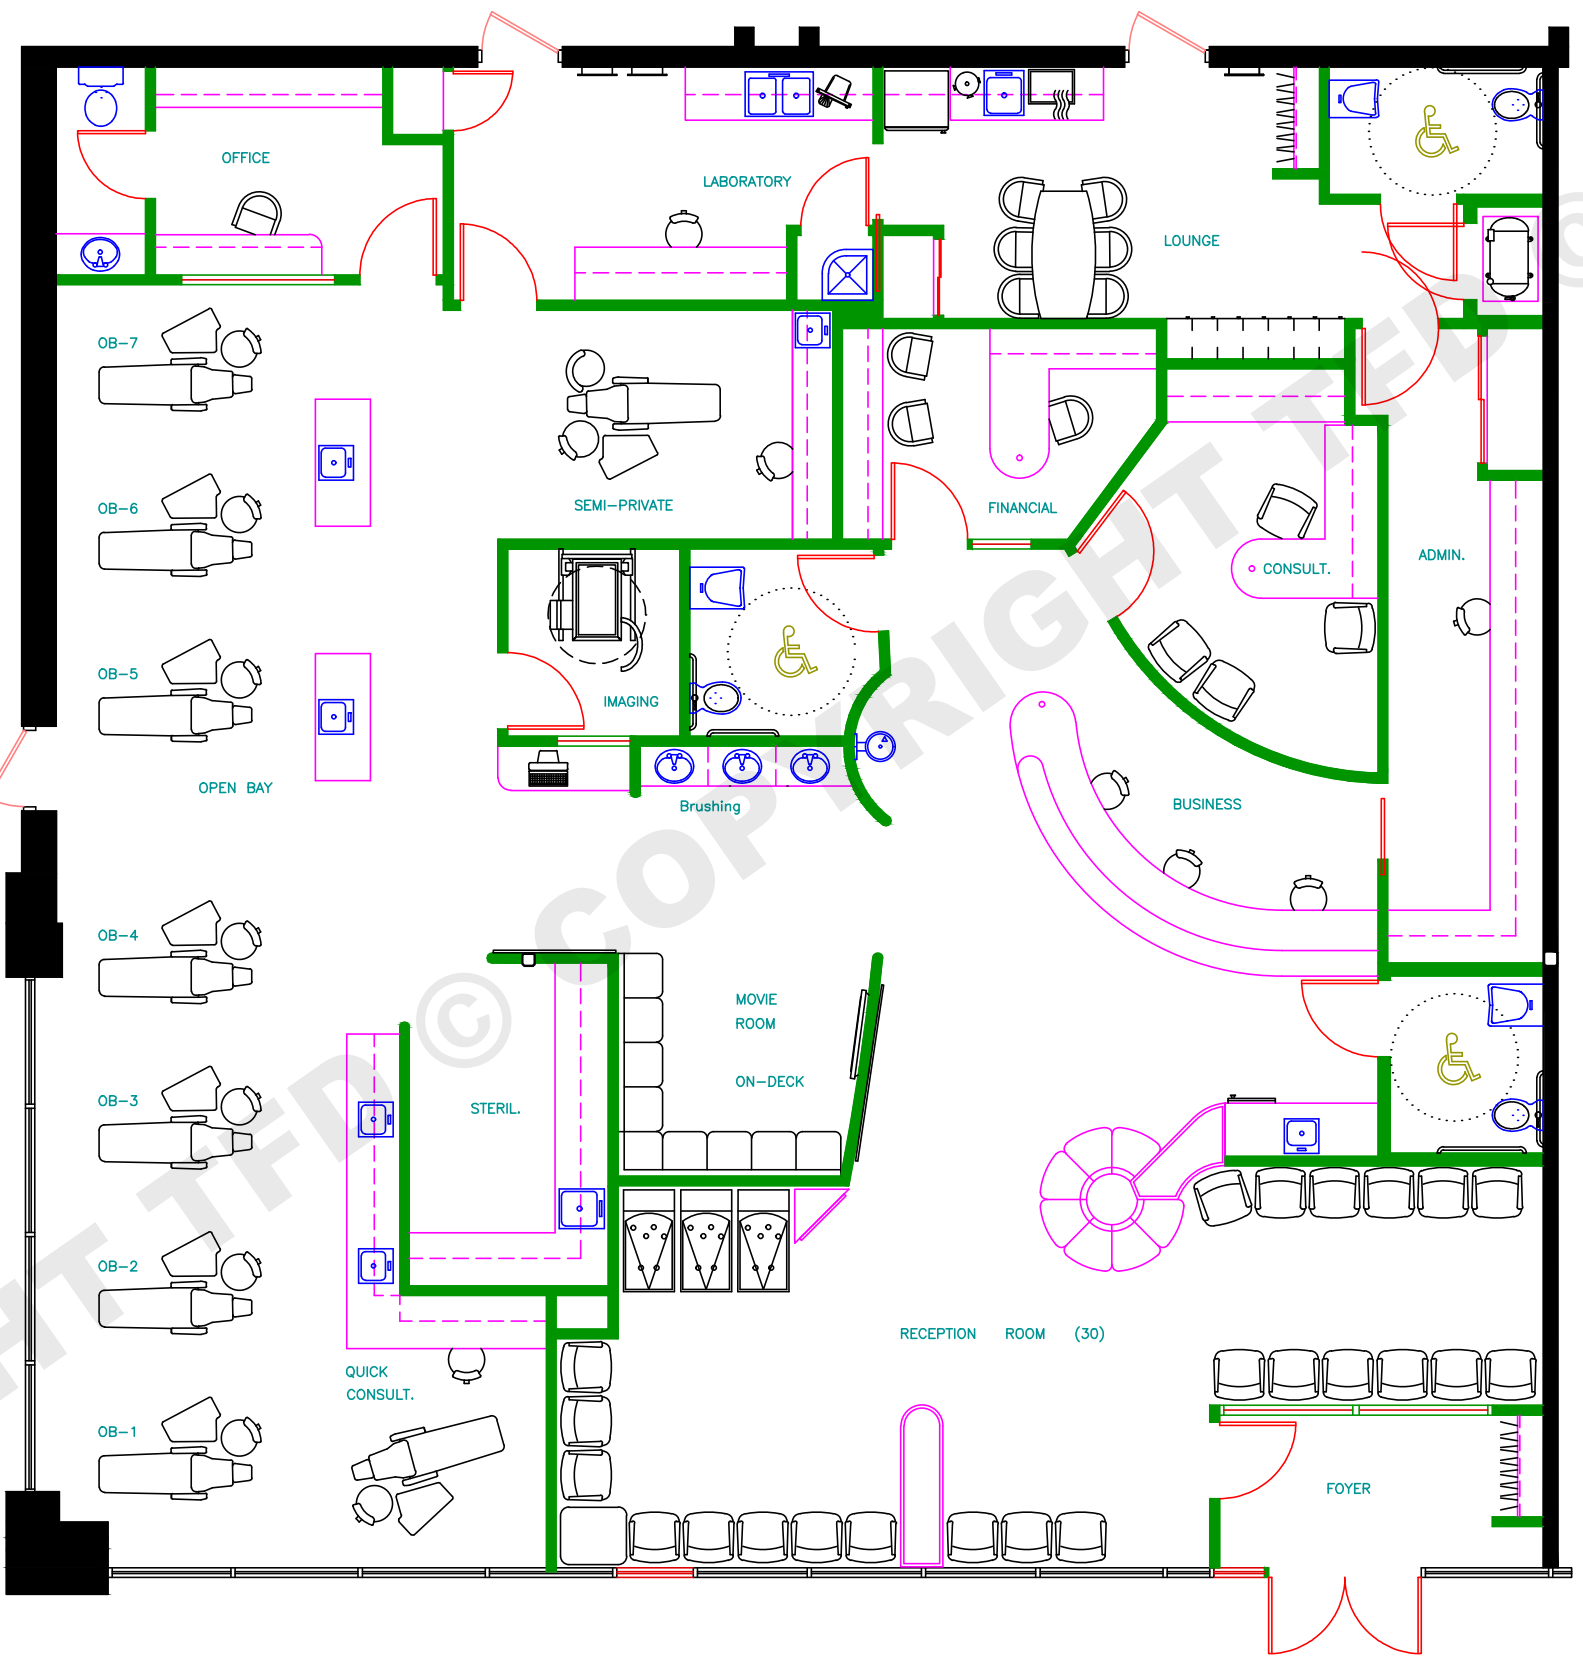 OFFICE
LABORATORY
LOUNGE
OB-7
SEMI-PRIVATE
FINANCIAL
OB-6
CONSULT.
ADMIN.
OB-5
IMAGING
OPEN BAY
Brushing
BUSINESS
OB-4
MOVIE
ROOM
ON-DECK
OB-3
STERIL.
OB-2
RECEPTION ROOM (30)
QUICK
CONSULT.
OB-1
FOYER
HT TFD © COPYRIGHT TFD ©